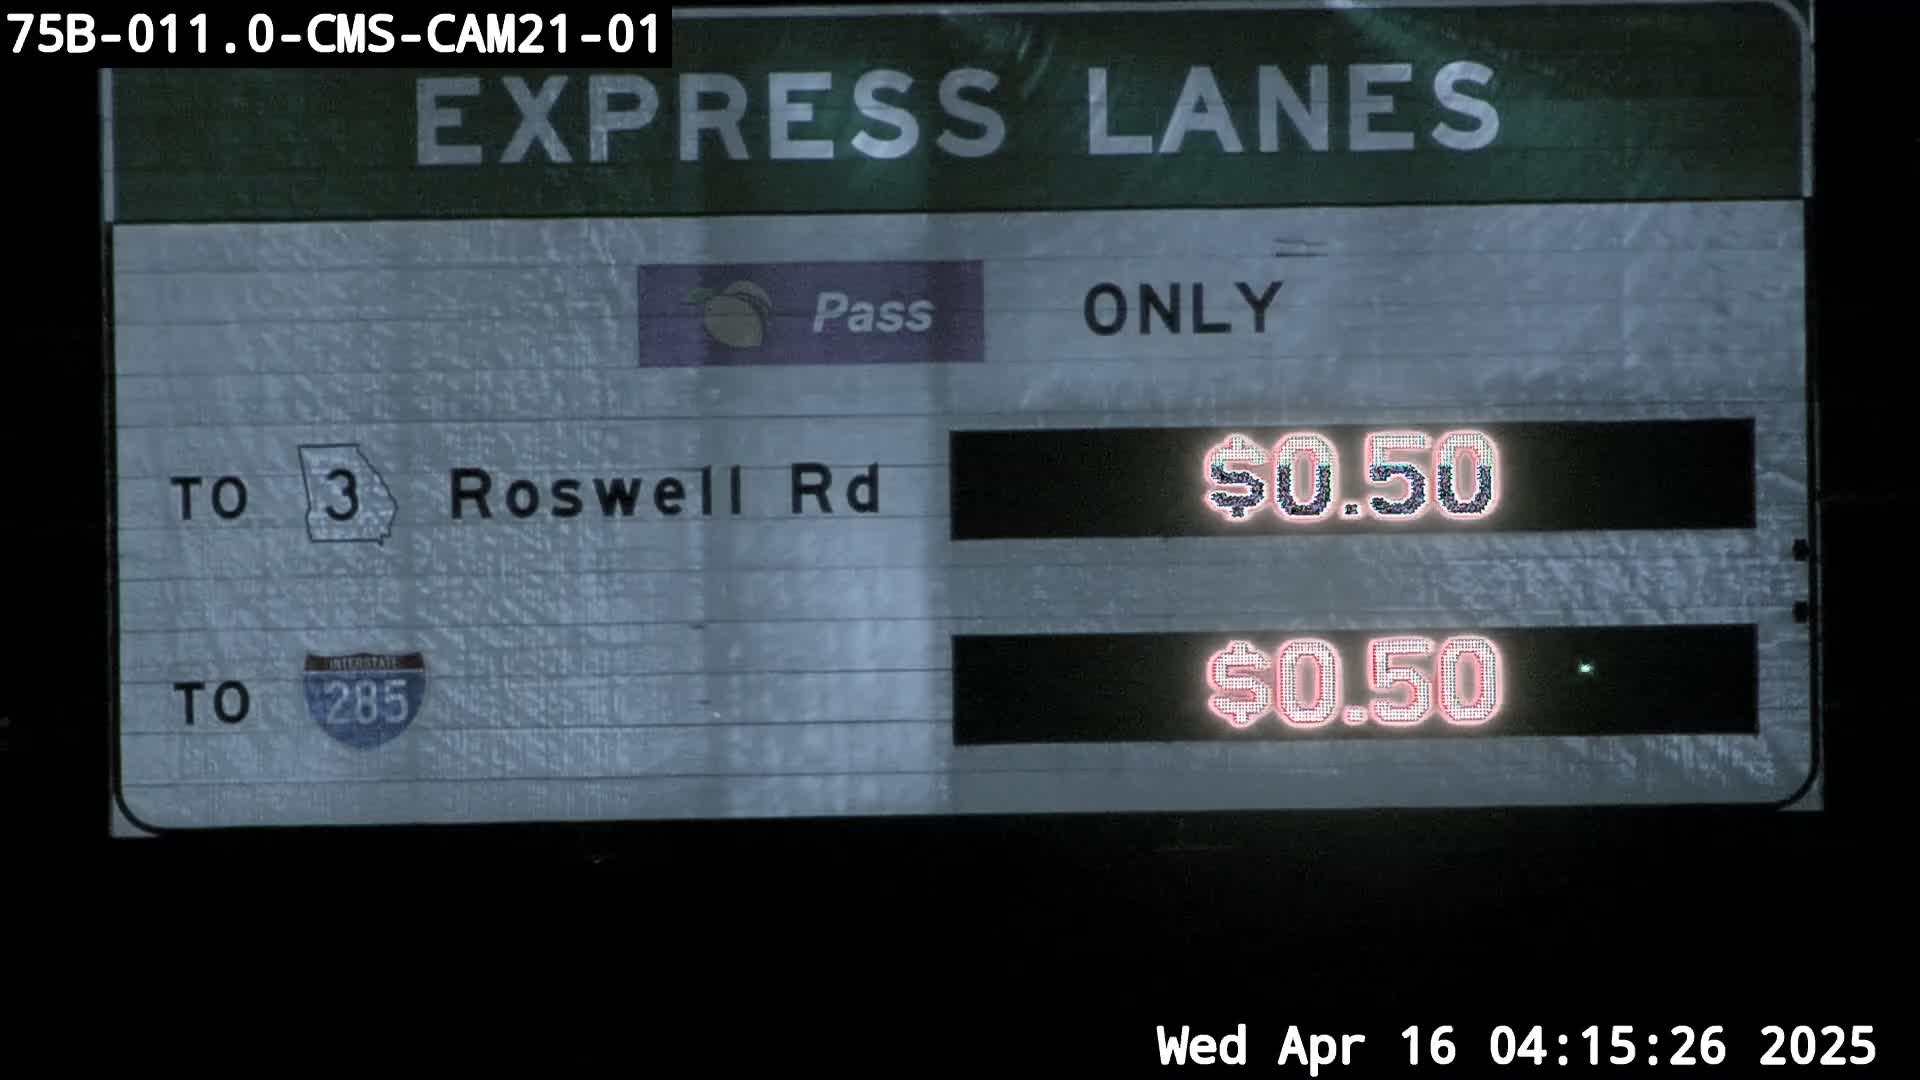 75B-011.0-CMS-CAM21-01
EXPRESS LANES
Pass ONLY
TO 3 Roswell Rd $0.50
TO INTERSTATE 285 $0.50
Wed Apr 16 04:15:26 2025